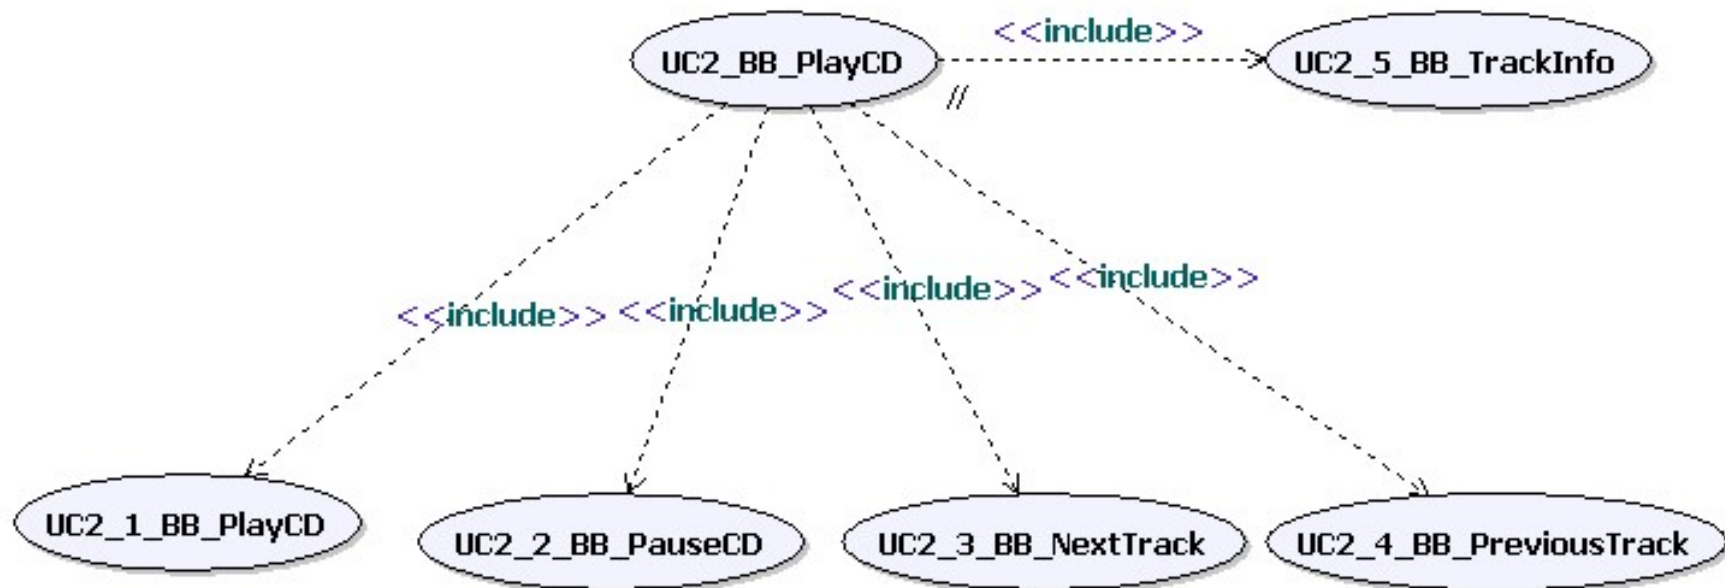 <<include>>
UC2_BB_PlayCD
UC2_5_BB_TrackInfo
//
<<include>>
<<include>>
<<include>>
<<include>>
UC2_1_BB_PlayCD
UC2_2_BB_PauseCD
UC2_3_BB_NextTrack
UC2_4_BB_PreviousTrack